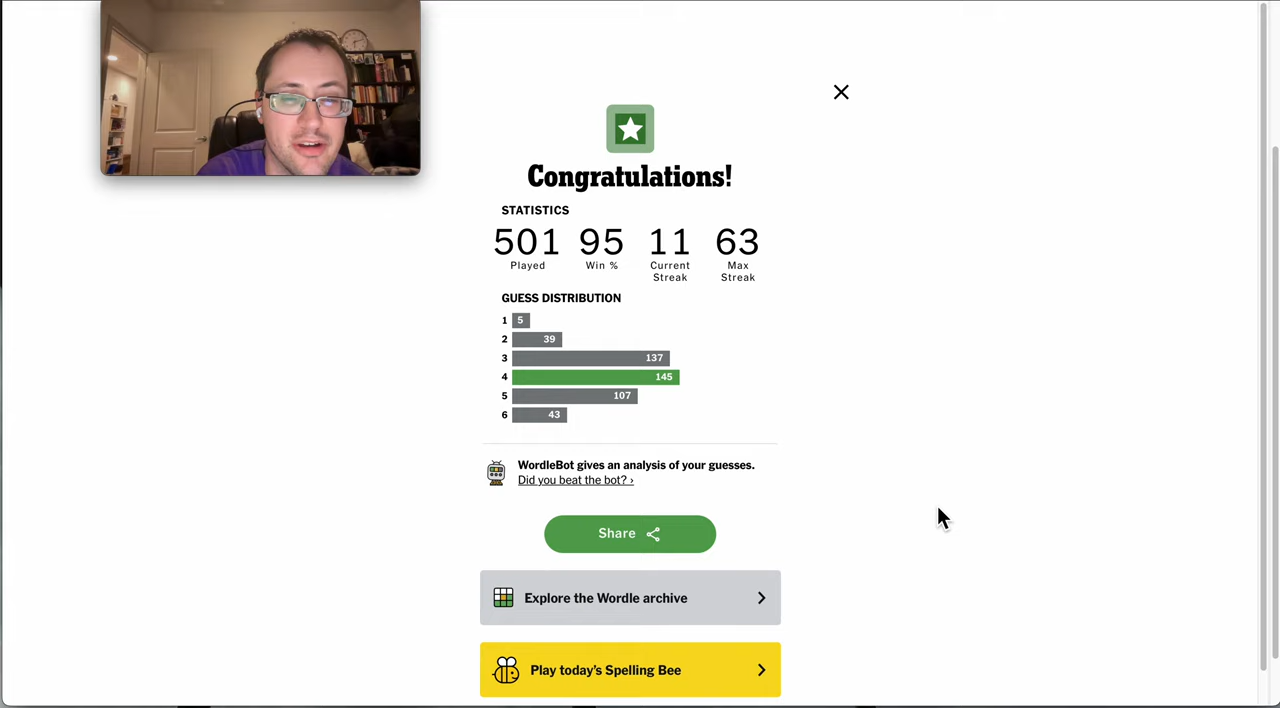 Congratulations!
STATISTICS
501 95 11 63
Played Win % Current Streak Max Streak
GUESS DISTRIBUTION
1 5
2 39
3 137
4 145
5 107
6 43
WordleBot gives an analysis of your guesses.
Did you beat the bot? ›
Share
Explore the Wordle archive
Play today's Spelling Bee